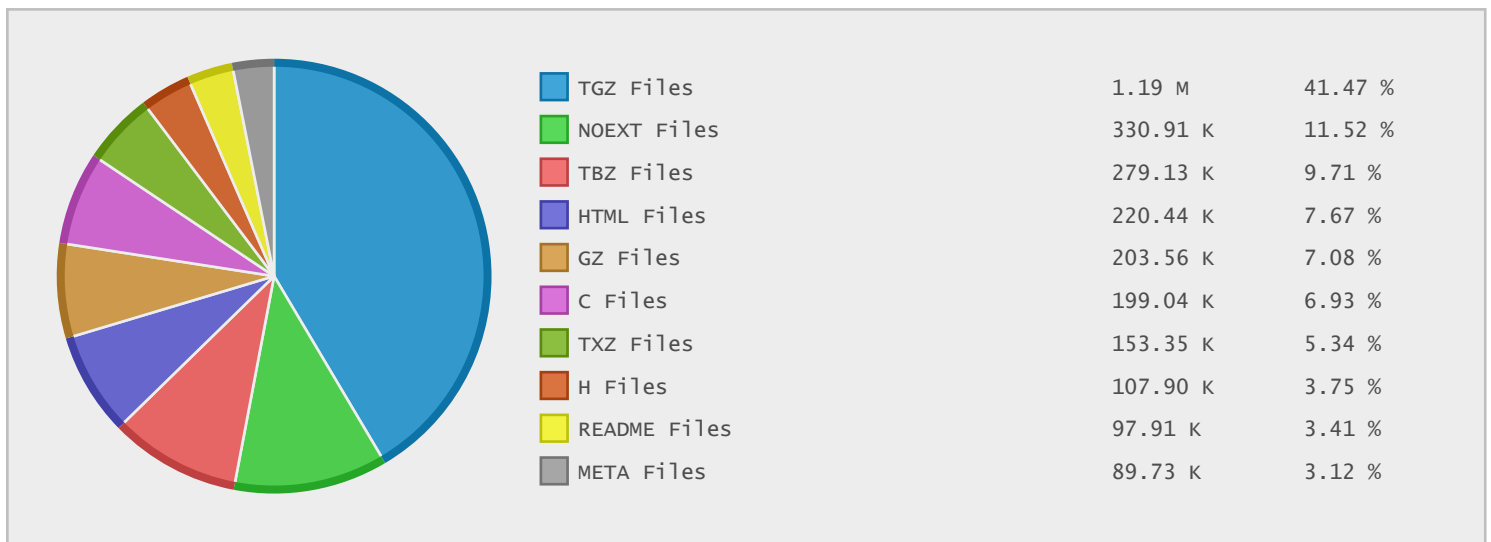 TGZ Files 1.19 M 41.47 %
NOEXT Files 330.91 K 11.52 %
TBZ Files 279.13 K 9.71 %
HTML Files 220.44 K 7.67 %
GZ Files 203.56 K 7.08 %
C Files 199.04 K 6.93 %
TXZ Files 153.35 K 5.34 %
H Files 107.90 K 3.75 %
README Files 97.91 K 3.41 %
META Files 89.73 K 3.12 %